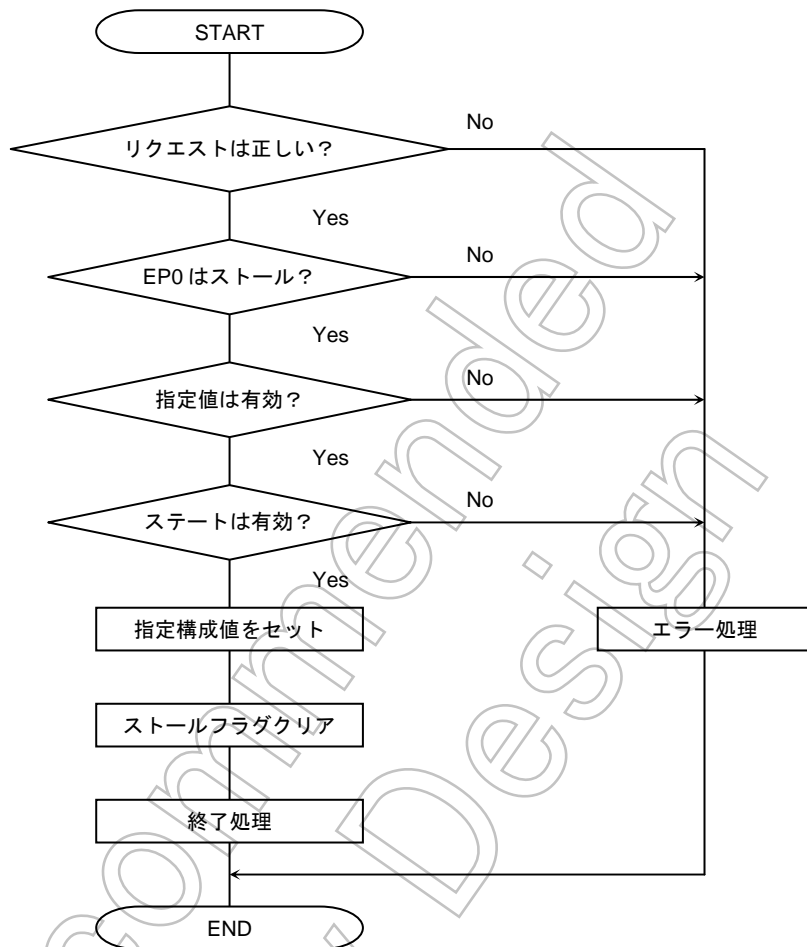 START
リクエストは正しい？
No
Yes
EP0 はストール？
No
Yes
指定値は有効？
No
Yes
ステートは有効？
No
Yes
指定構成値をセット
エラー処理
ストールフラグクリア
終了処理
END
commended
Design